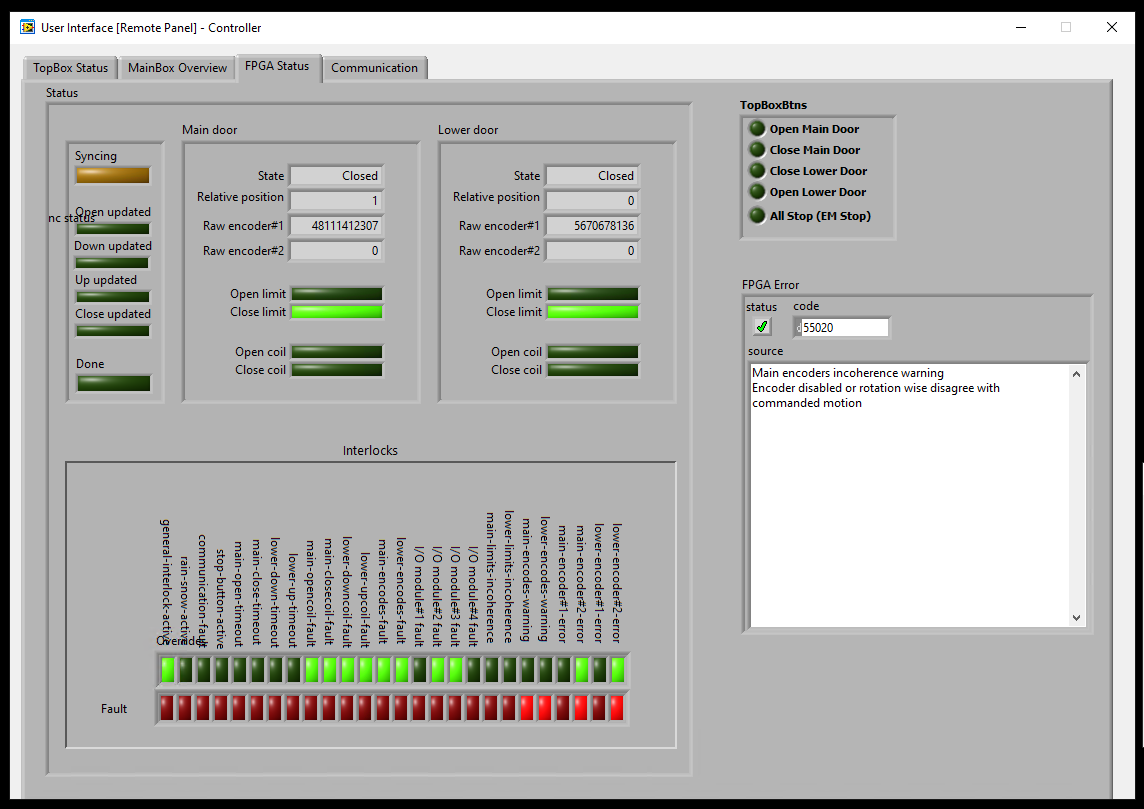 User Interface [Remote Panel] - Controller
TopBox Status
MainBox Overview
FPGA Status
Communication
Status
Syncing
Open updated
nc status
Down updated
Up updated
Close updated
Done
Main door
State Closed
Relative position 1
Raw encoder#1 48111412307
Raw encoder#2 0
Open limit
Close limit
Open coil
Close coil
Lower door
State Closed
Relative position 0
Raw encoder#1 5670678136
Raw encoder#2 0
Open limit
Close limit
Open coil
Close coil
TopBoxBtns
Open Main Door
Close Main Door
Close Lower Door
Open Lower Door
All Stop (EM Stop)
FPGA Error
status
code
d 55020
source
Main encoders incoherence warning
Encoder disabled or rotation wise disagree with
commanded motion
Interlocks
general-interlock-active
rain-snow-active
communication-fault
stop-button-active
main-open-timeout
main-close-timeout
lower-down-timeout
lower-up-timeout
main-opencoil-fault
main-closecoil-fault
lower-downcoil-fault
lower-upcoil-fault
main-encodes-fault
lower-encodes-fault
I/O module#1 fault
I/O module#2 fault
I/O module#3 fault
I/O module#4 fault
main-limits-incoherence
lower-limits-incoherence
main-encodes-warning
lower-encodes-warning
main-encoder#1-error
main-encoder#2-error
lower-encoder#1-error
lower-encoder#2-error
Overrides
Fault